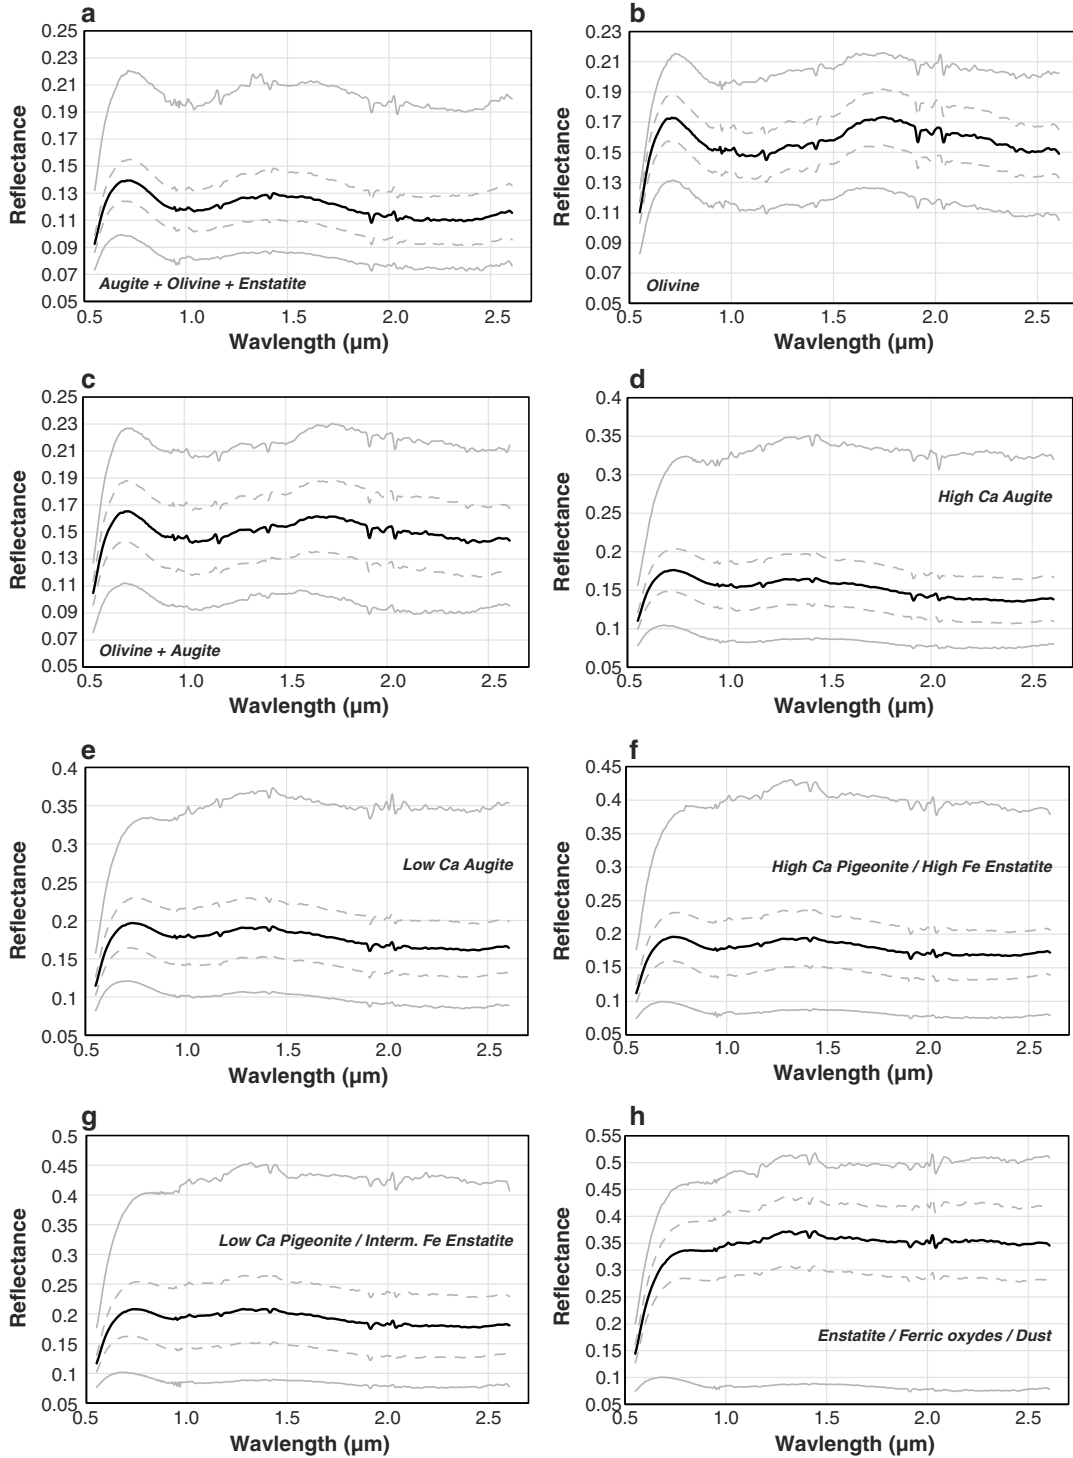 a
0.25
0.23
0.21
0.19
0.17
0.15
0.13
0.11
0.09
0.07
0.05
Reflectance
Augite + Olivine + Enstatite
0.5 1.0 1.5 2.0 2.5
Wavlength (µm)
b
0.23
0.21
0.19
0.17
0.15
0.13
0.11
0.09
0.07
0.05
Reflectance
Olivine
0.5 1.0 1.5 2.0 2.5
Wavlength (µm)
c
0.25
0.23
0.21
0.19
0.17
0.15
0.13
0.11
0.09
0.07
0.05
Reflectance
Olivine + Augite
0.5 1.0 1.5 2.0 2.5
Wavlength (µm)
d
0.4
0.35
0.3
0.25
0.2
0.15
0.1
0.05
Reflectance
High Ca Augite
0.5 1.0 1.5 2.0 2.5
Wavlength (µm)
e
0.4
0.35
0.3
0.25
0.2
0.15
0.1
0.05
Reflectance
Low Ca Augite
0.5 1.0 1.5 2.0 2.5
Wavlength (µm)
f
0.45
0.4
0.35
0.3
0.25
0.2
0.15
0.1
0.05
Reflectance
High Ca Pigeonite / High Fe Enstatite
0.5 1.0 1.5 2.0 2.5
Wavlength (µm)
g
0.5
0.45
0.4
0.35
0.3
0.25
0.2
0.15
0.1
0.05
Reflectance
Low Ca Pigeonite / Interm. Fe Enstatite
0.5 1.0 1.5 2.0 2.5
Wavlength (µm)
h
0.55
0.5
0.45
0.4
0.35
0.3
0.25
0.2
0.15
0.1
0.05
Reflectance
Enstatite / Ferric oxydes / Dust
0.5 1.0 1.5 2.0 2.5
Wavlength (µm)